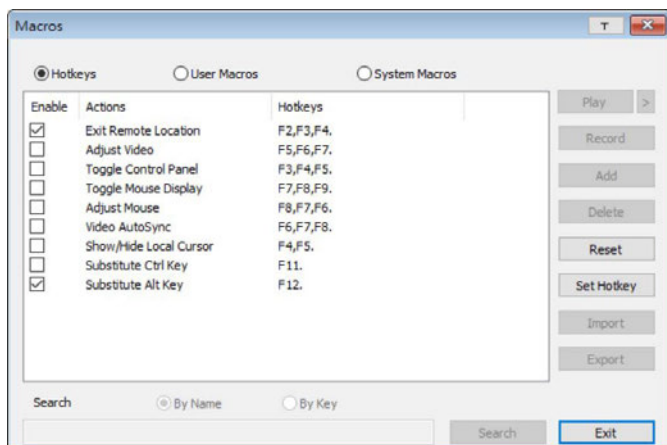 Macros
T
Hotkeys User Macros System Macros
Enable Actions Hotkeys
Exit Remote Location F2,F3,F4.
Adjust Video F5,F6,F7.
Toggle Control Panel F3,F4,F5.
Toggle Mouse Display F7,F8,F9.
Adjust Mouse F8,F7,F6.
Video AutoSync F6,F7,F8.
Show/Hide Local Cursor F4,F5.
Substitute Ctrl Key F11.
Substitute Alt Key F12.
Play >
Record
Add
Delete
Reset
Set Hotkey
Import
Export
Search By Name By Key
Search Exit